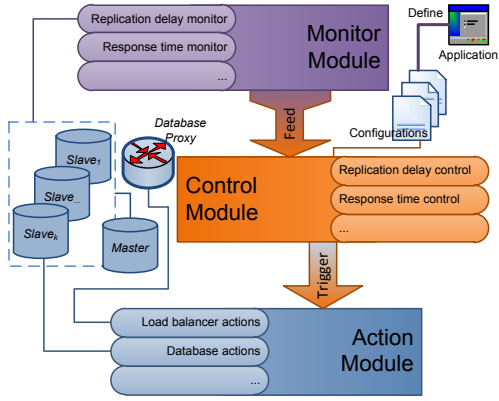 Replication delay monitor
Response time monitor
...
Monitor
Module
Define
Application
Configurations
Feed
Database
Proxy
Slave1
Slave...
Slavek
Master
Control
Module
Replication delay control
Response time control
...
Trigger
Load balancer actions
Database actions
...
Action
Module